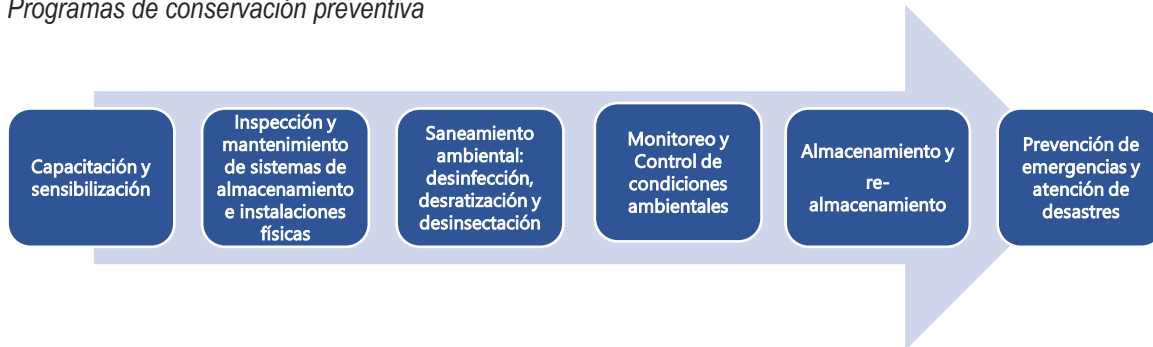 Programas de conservación preventiva
Capacitación y
sensibilización
Inspección y
mantenimiento
de sistemas de
almacenamiento
e instalaciones
físicas
Saneamiento
ambiental:
desinfección,
desratización y
desinsectación
Monitoreo y
Control de
condiciones
ambientales
Almacenamiento y
re-
almacenamiento
Prevención de
emergencias y
atención de
desastres